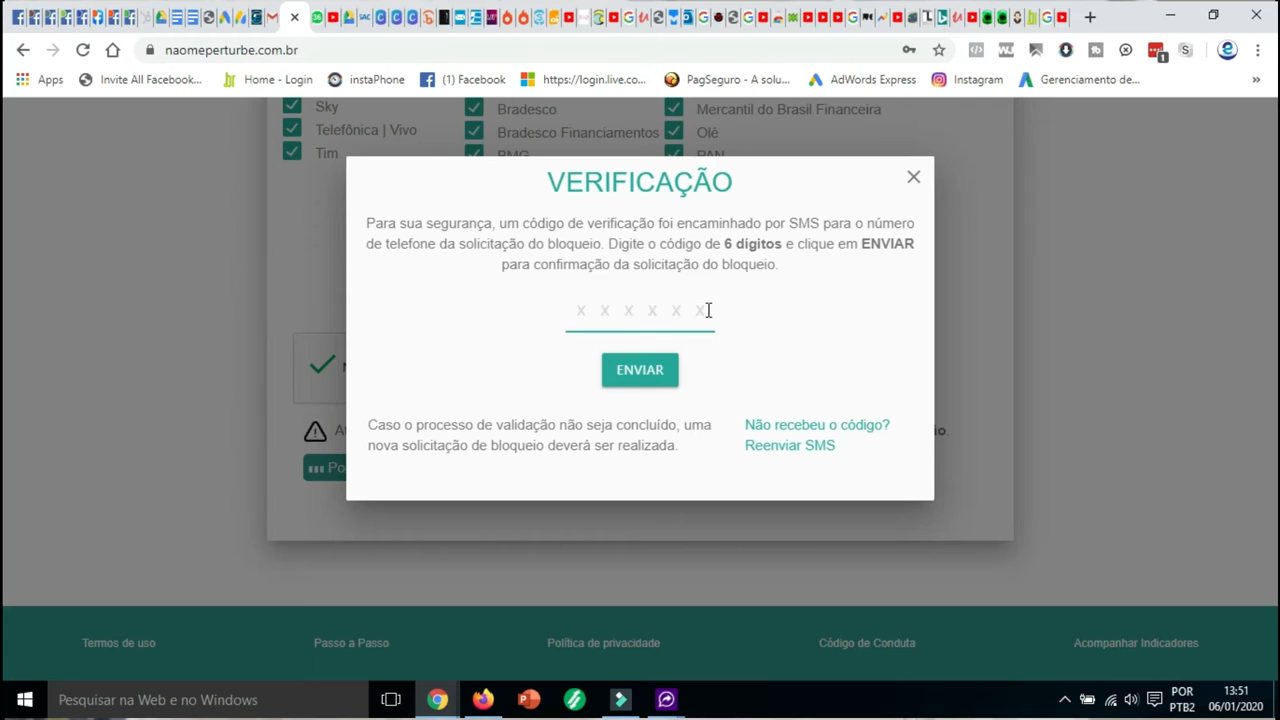 naomeperturbe.com.br
Apps
Invite All Facebook...
Home - Login
instaPhone
(1) Facebook
https://login.live.co...
PagSeguro - A solu...
AdWords Express
Instagram
Gerenciamento de...
»
Sky
Bradesco
Mercantil do Brasil Financeira
Telefônica | Vivo
Bradesco Financiamentos
Olé
Tim
BMG
PAN
VERIFICAÇÃO
Para sua segurança, um código de verificação foi encaminhado por SMS para o número
de telefone da solicitação do bloqueio. Digite o código de 6 dígitos e clique em ENVIAR
para confirmação da solicitação do bloqueio.
x x x x x x
ENVIAR
Caso o processo de validação não seja concluído, uma
nova solicitação de bloqueio deverá ser realizada.
Não recebeu o código?
Reenviar SMS
Termos de uso
Passo a Passo
Política de privacidade
Código de Conduta
Acompanhar Indicadores
Pesquisar na Web e no Windows
POR
PTB2
13:51
06/01/2020